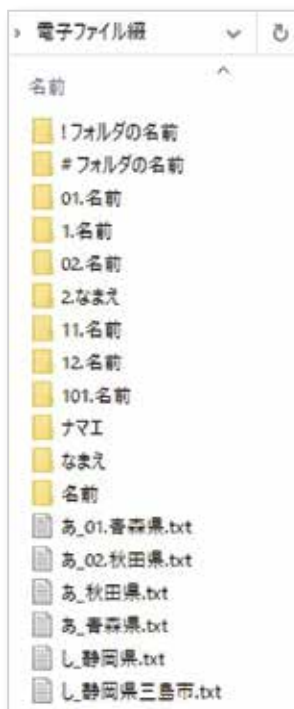 電子ファイル綴
名前
!フォルダの名前
#フォルダの名前
01.名前
1.名前
02.名前
2.なまえ
11.名前
12.名前
101.名前
ナマエ
なまえ
名前
あ_01.青森県.txt
あ_02.秋田県.txt
あ_秋田県.txt
あ_青森県.txt
し_静岡県.txt
し_静岡県三島市.txt